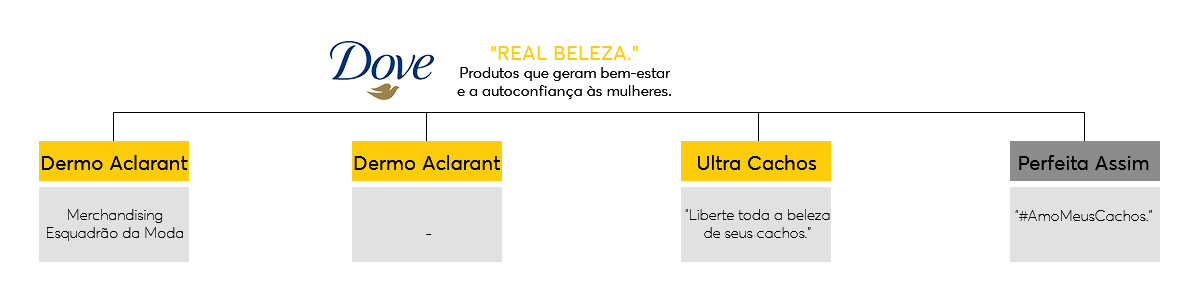 Dove
“REAL BELEZA.”
Produtos que geram bem-estar
e a autoconfiança às mulheres.
Dermo Aclarant
Dermo Aclarant
Ultra Cachos
Perfeita Assim
Merchandising
Esquadrão da Moda
-
“Liberte toda a beleza
de seus cachos.”
“#AmoMeusCachos.”